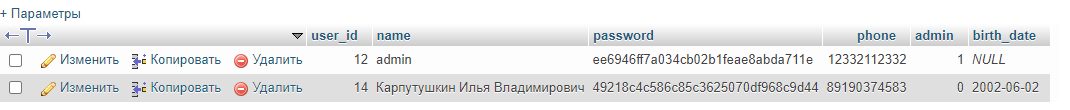 + Параметры
user_id name password phone admin birth_date
Изменить Копировать Удалить 12 admin ee6946ff7a034cb02b1feae8abda711e 12332112332 1 NULL
Изменить Копировать Удалить 14 Карпутушкин Илья Владимирович 49218c4c586c85c3625070df968c9d44 89190374583 0 2002-06-02